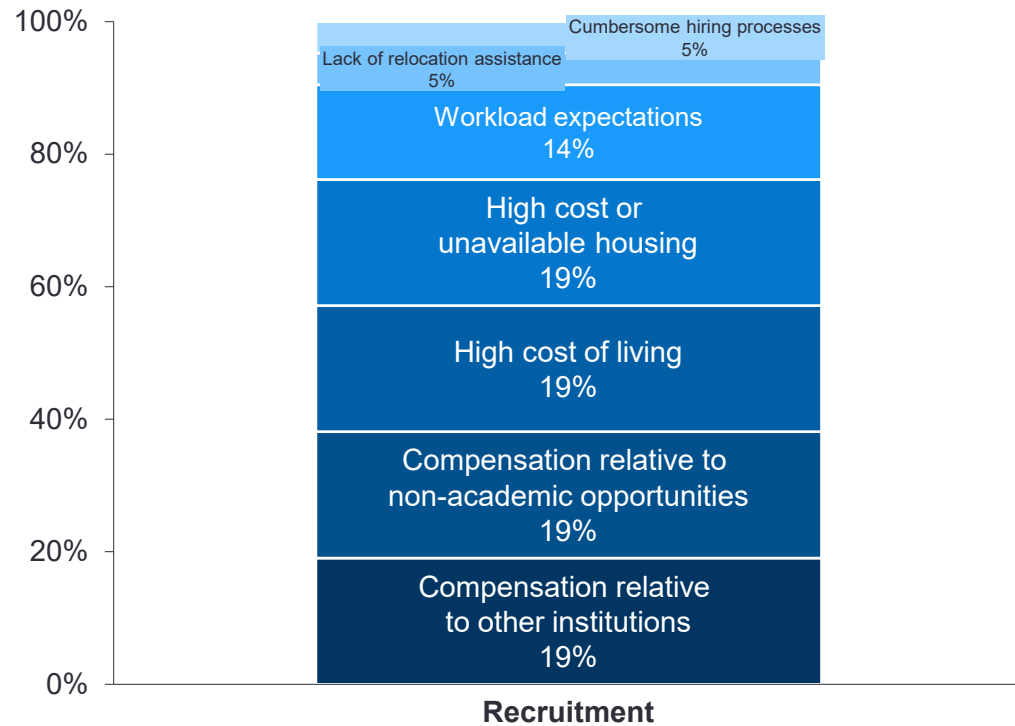 100%
80%
60%
40%
20%
0%
Cumbersome hiring processes
5%
Lack of relocation assistance
5%
Workload expectations
14%
High cost or
unavailable housing
19%
High cost of living
19%
Compensation relative to
non-academic opportunities
19%
Compensation relative
to other institutions
19%
Recruitment